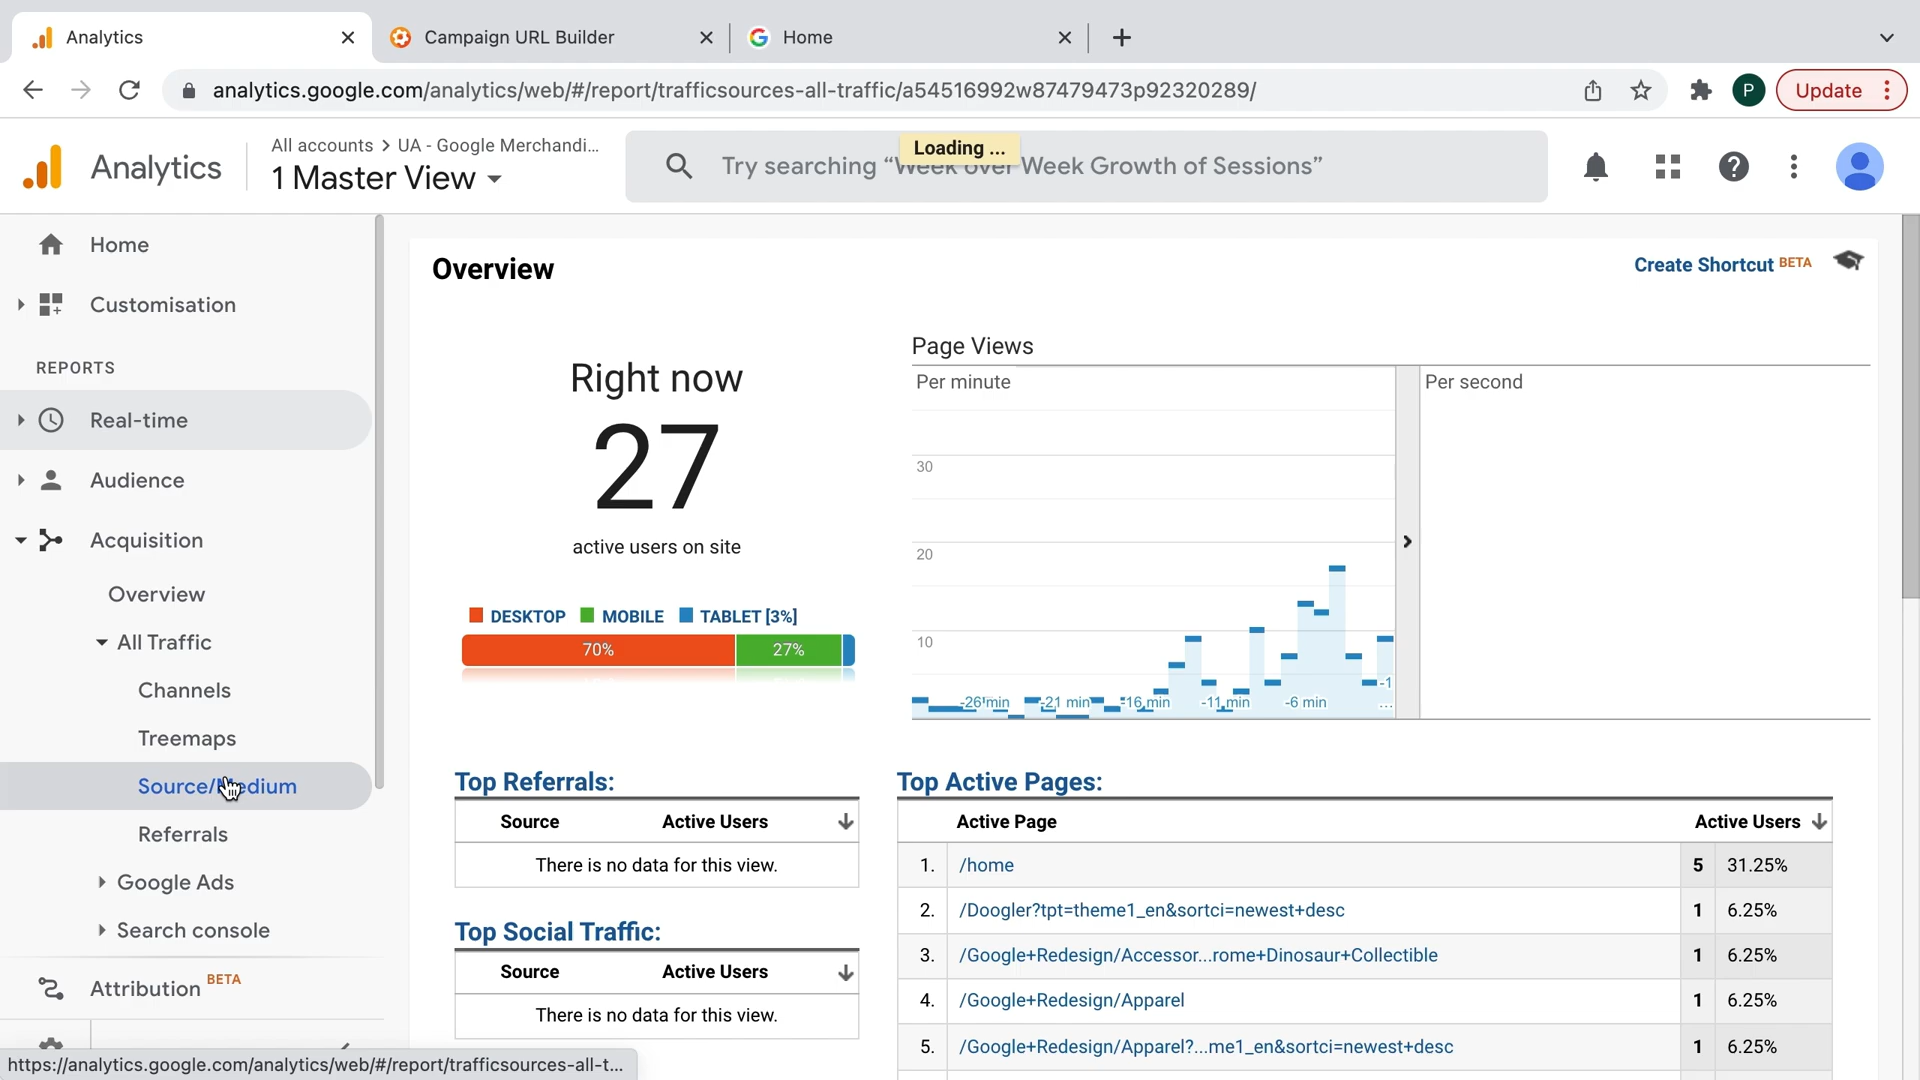 Analytics
Campaign URL Builder
Home
analytics.google.com/analytics/web/#/report/trafficsources-all-traffic/a54516992w87479473p92320289/
P
Update
Analytics
All accounts > UA - Google Merchandi...
1 Master View
Loading ...
Try searching “Week over Week Growth of Sessions”
Home
Customisation
REPORTS
Real-time
Audience
Acquisition
Overview
All Traffic
Channels
Treemaps
Source/Medium
Referrals
Google Ads
Search console
Attribution BETA
https://analytics.google.com/analytics/web/#/report/trafficsources-all-t...
Overview
Create Shortcut BETA
Right now
27
active users on site
DESKTOP MOBILE TABLET [3%]
70% 27%
Page Views
Per minute
Per second
30
20
10
-26 min -21 min -16 min -11 min -6 min -1
...
Top Referrals:
Source Active Users
There is no data for this view.
Top Social Traffic:
Source Active Users
There is no data for this view.
Top Active Pages:
Active Page Active Users
1. /home 5 31.25%
2. /Doogler?tpt=theme1_en&sortci=newest+desc 1 6.25%
3. /Google+Redesign/Accessor...rome+Dinosaur+Collectible 1 6.25%
4. /Google+Redesign/Apparel 1 6.25%
5. /Google+Redesign/Apparel?...me1_en&sortci=newest+desc 1 6.25%